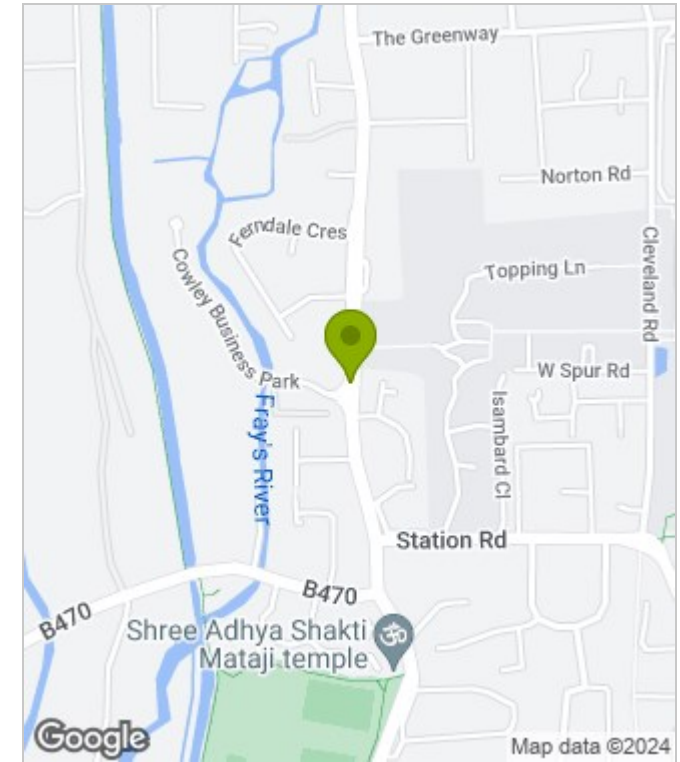 The Greenway
Norton Rd
Ferndale Cres
Cleveland Rd
Topping Ln
Cowley Business Park
W Spur Rd
Isambard Cl
Fray's River
Station Rd
B470
B470
Shree Adhya Shakti
Mataji temple
ॐ
Google
Map data ©2024